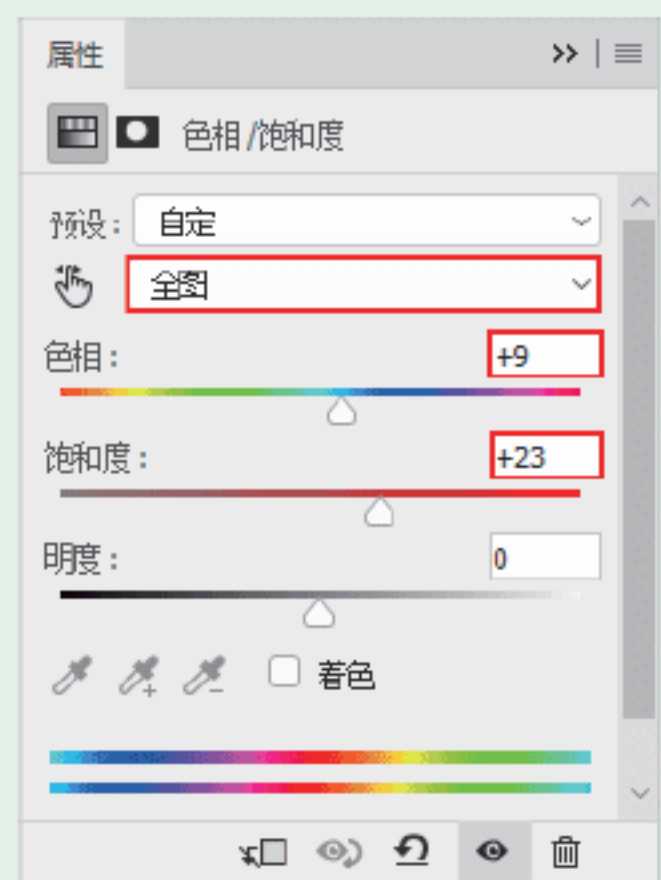 属性
色相/饱和度
预设： 自定
全图
色相： +9
饱和度： +23
明度： 0
着色